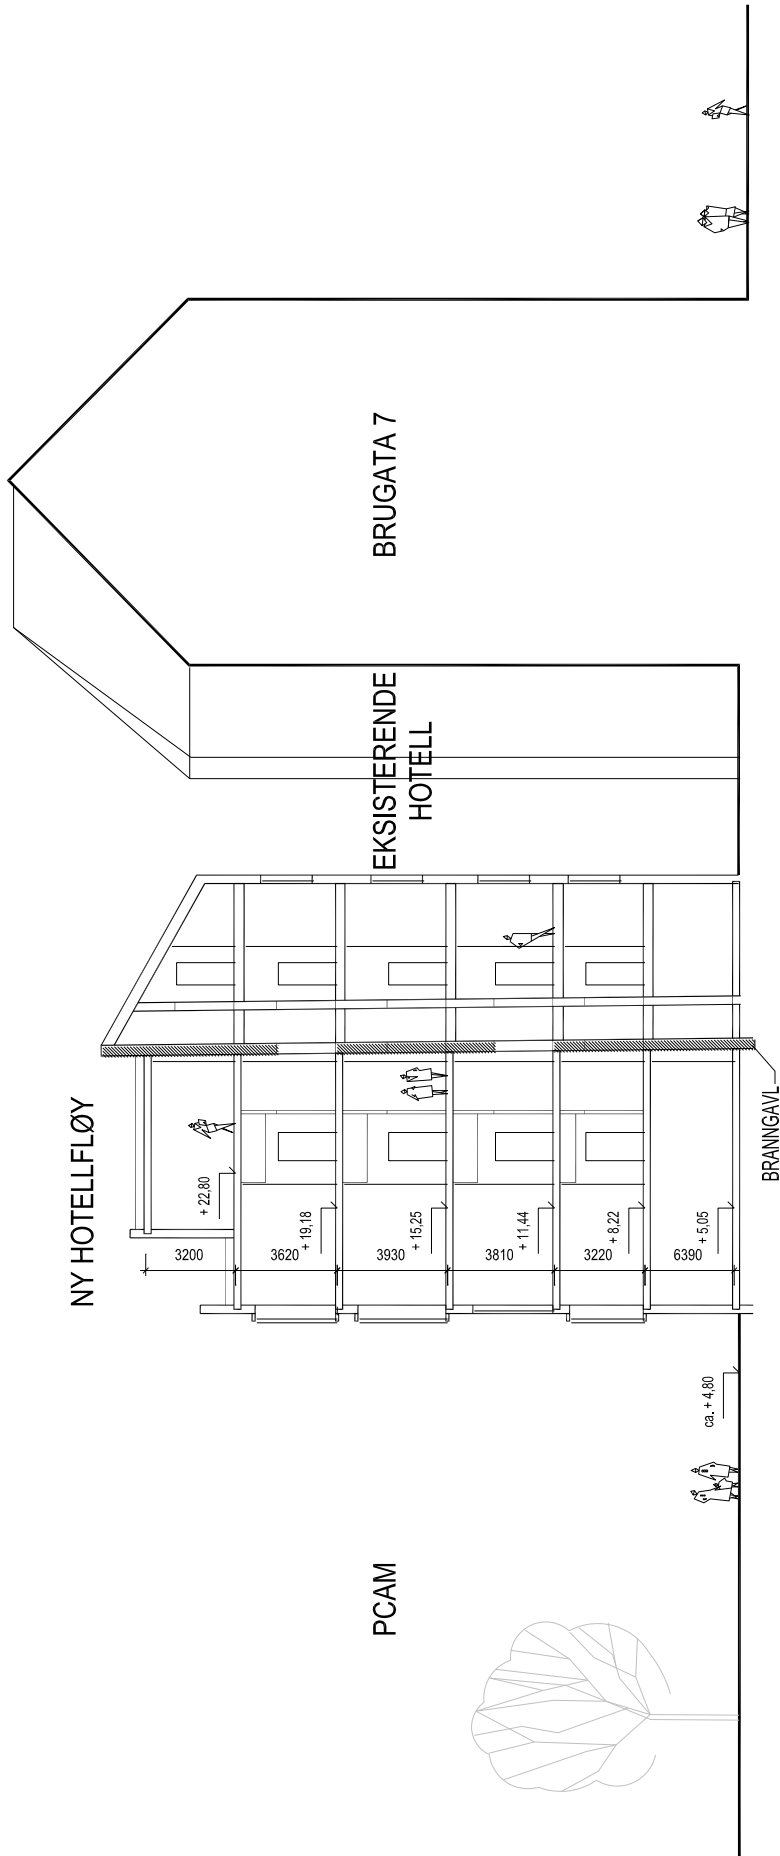 NY HOTELLFLØY
PCAM
EKSISTERENDE
HOTELL
BRUGATA 7
+ 22,80
3200
+ 19,18
3620
+ 15,25
3930
+ 11,44
3810
+ 8,22
3220
+ 5,05
6390
ca. + 4,80
BRANNGAVL